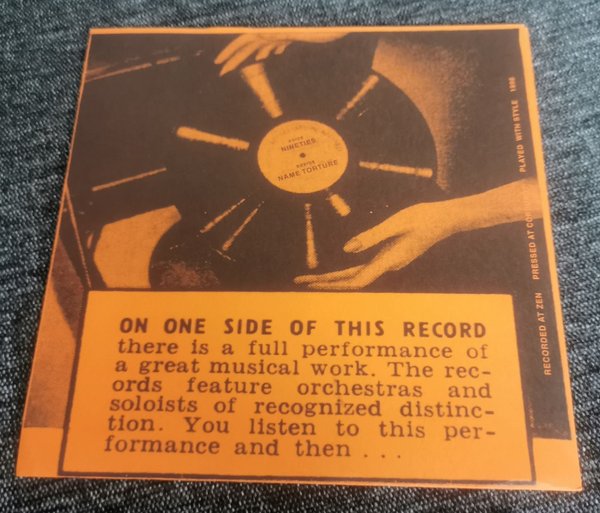 NINETIES
NAME TORTURE
RECORDED AT ZEN PRESSED AT PLAYED WITH STYLE 1988
ON ONE SIDE OF THIS RECORD
there is a full performance of
a great musical work. The rec-
ords feature orchestras and
soloists of recognized distinc-
tion. You listen to this per-
formance and then . . .